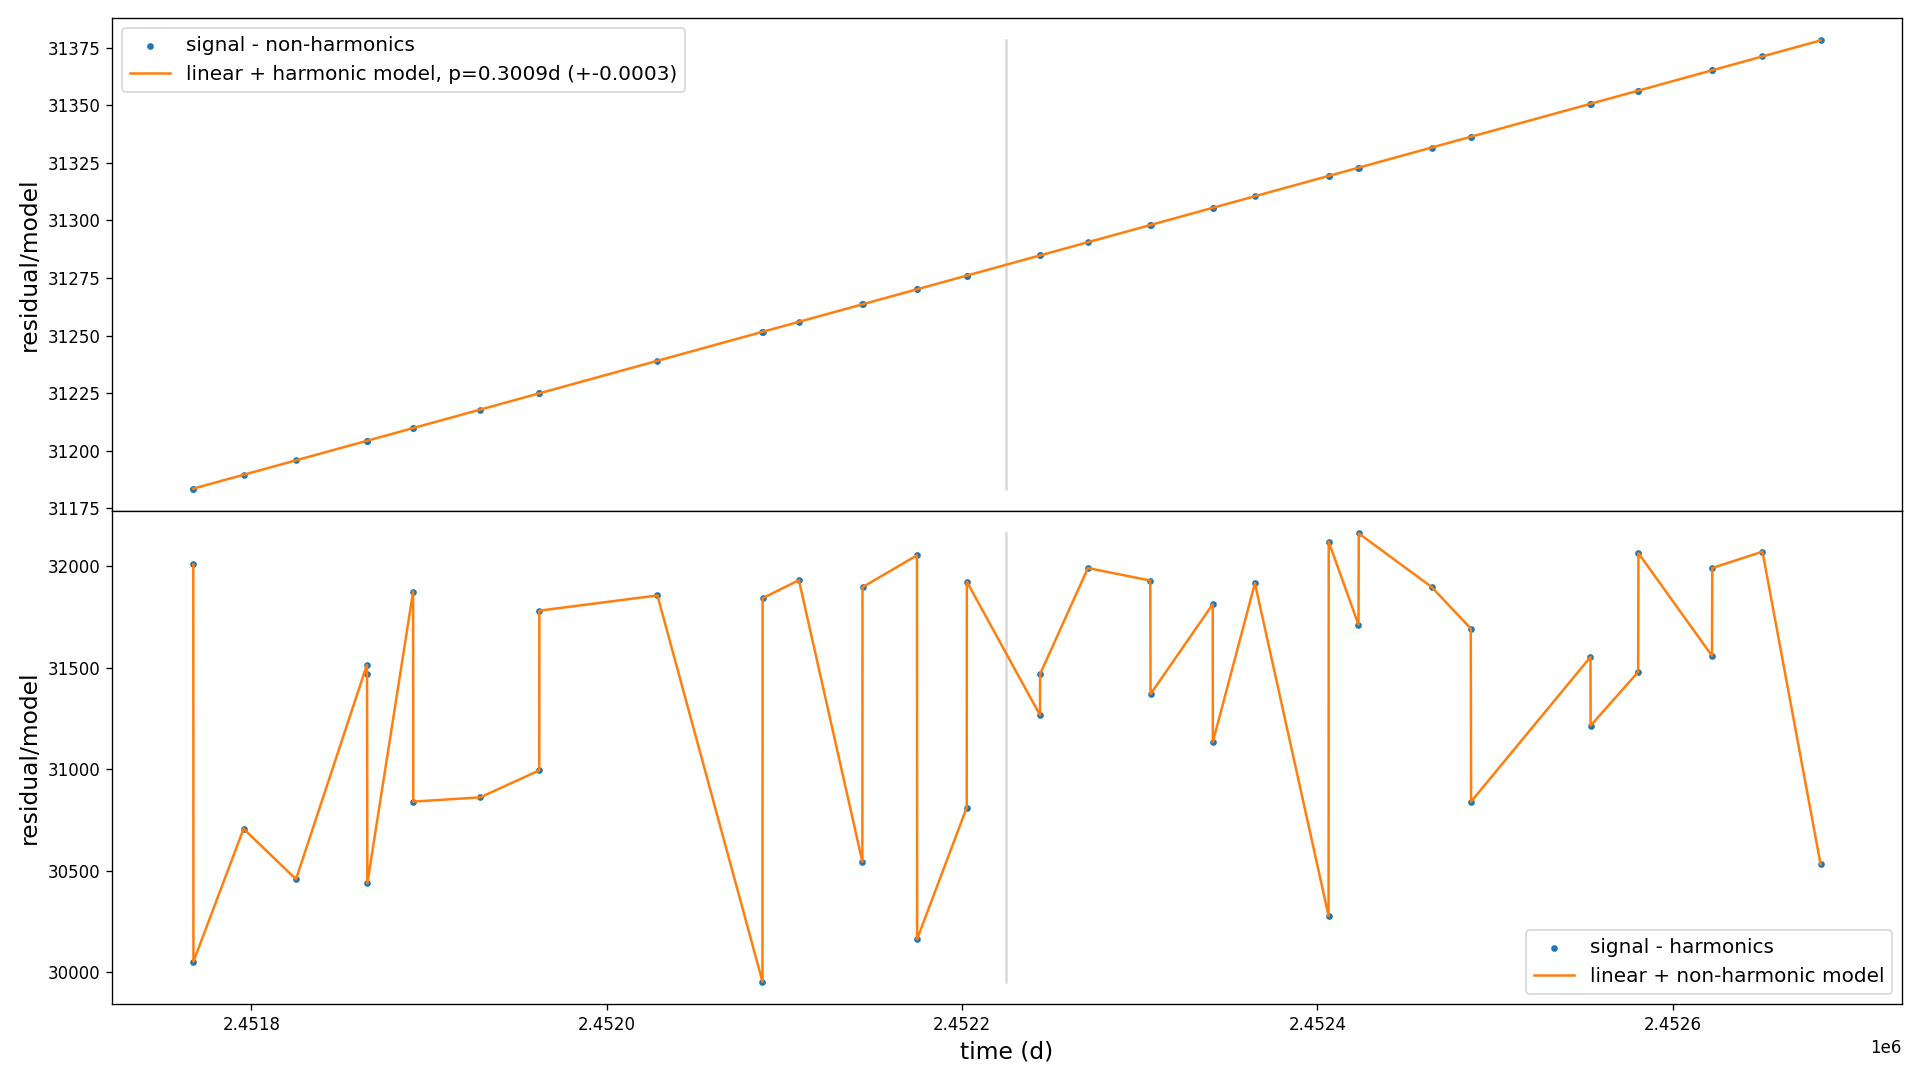 signal - non-harmonics
linear + harmonic model, p=0.3009d (+-0.0003)
31375
31350
31325
31300
31275
31250
31225
31200
31175
residual/model
32000
31500
31000
30500
30000
residual/model
signal - harmonics
linear + non-harmonic model
2.4518
2.4520
2.4522
2.4524
2.4526
1e6
time (d)